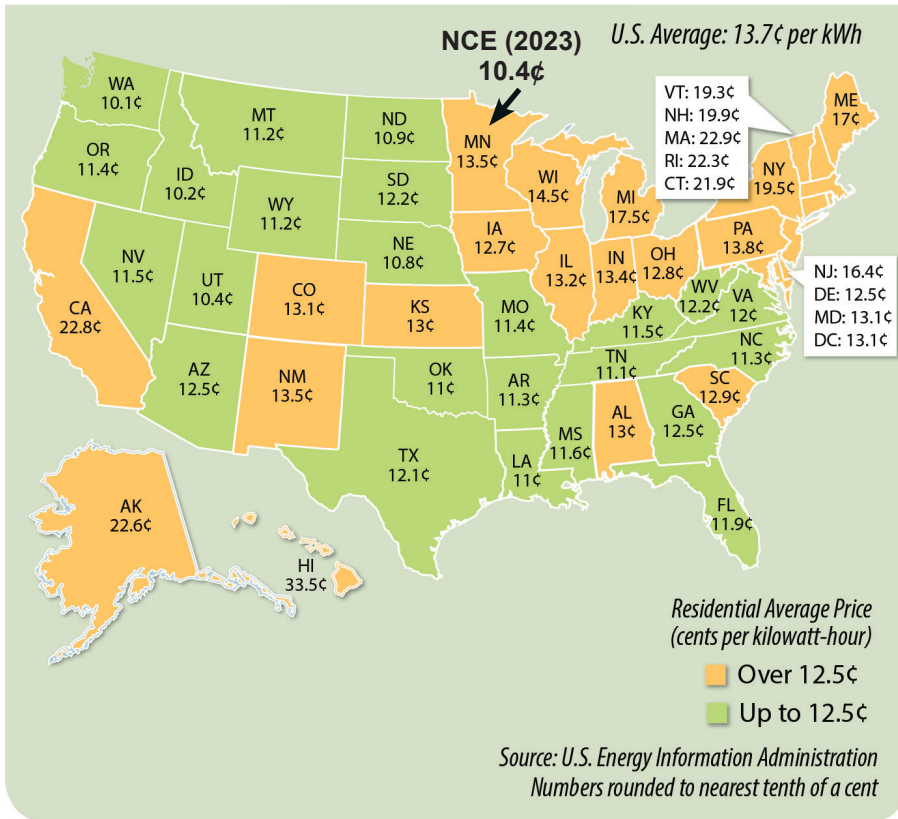 NCE (2023)
10.4¢
U.S. Average: 13.7¢ per kWh
WA
10.1¢
OR
11.4¢
ID
10.2¢
MT
11.2¢
WY
11.2¢
ND
10.9¢
SD
12.2¢
NE
10.8¢
MN
13.5¢
WI
14.5¢
MI
17.5¢
IA
12.7¢
IL
13.2¢
IN
13.4¢
OH
12.8¢
PA
13.8¢
NY
19.5¢
ME
17¢
VT: 19.3¢
NH: 19.9¢
MA: 22.9¢
RI: 22.3¢
CT: 21.9¢
NJ: 16.4¢
DE: 12.5¢
MD: 13.1¢
DC: 13.1¢
CA
22.8¢
NV
11.5¢
UT
10.4¢
CO
13.1¢
KS
13¢
MO
11.4¢
KY
11.5¢
WV
12.2¢
VA
12¢
NC
11.3¢
TN
11.1¢
SC
12.9¢
AZ
12.5¢
NM
13.5¢
OK
11¢
AR
11.3¢
TX
12.1¢
LA
11¢
MS
11.6¢
AL
13¢
GA
12.5¢
FL
11.9¢
AK
22.6¢
HI
33.5¢
Residential Average Price
(cents per kilowatt-hour)
Over 12.5¢
Up to 12.5¢
Source: U.S. Energy Information Administration
Numbers rounded to nearest tenth of a cent